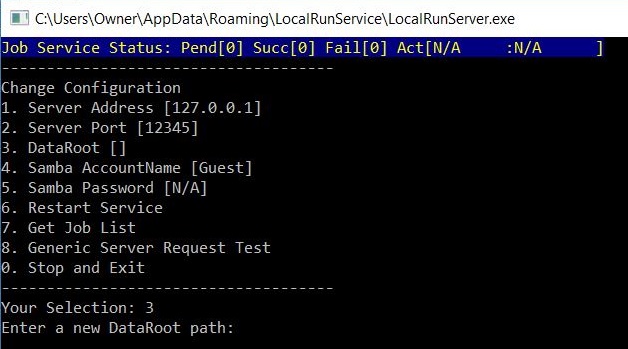 C:\Users\Owner\AppData\Roaming\LocalRunService\LocalRunServer.exe
Job Service Status: Pend[0] Succ[0] Fail[0] Act[N/A     :N/A      ]
-----------------------------------
Change Configuration
1. Server Address [127.0.0.1]
2. Server Port [12345]
3. DataRoot []
4. Samba AccountName [Guest]
5. Samba Password [N/A]
6. Restart Service
7. Get Job List
8. Generic Server Request Test
0. Stop and Exit
-----------------------------------
Your Selection: 3
Enter a new DataRoot path: